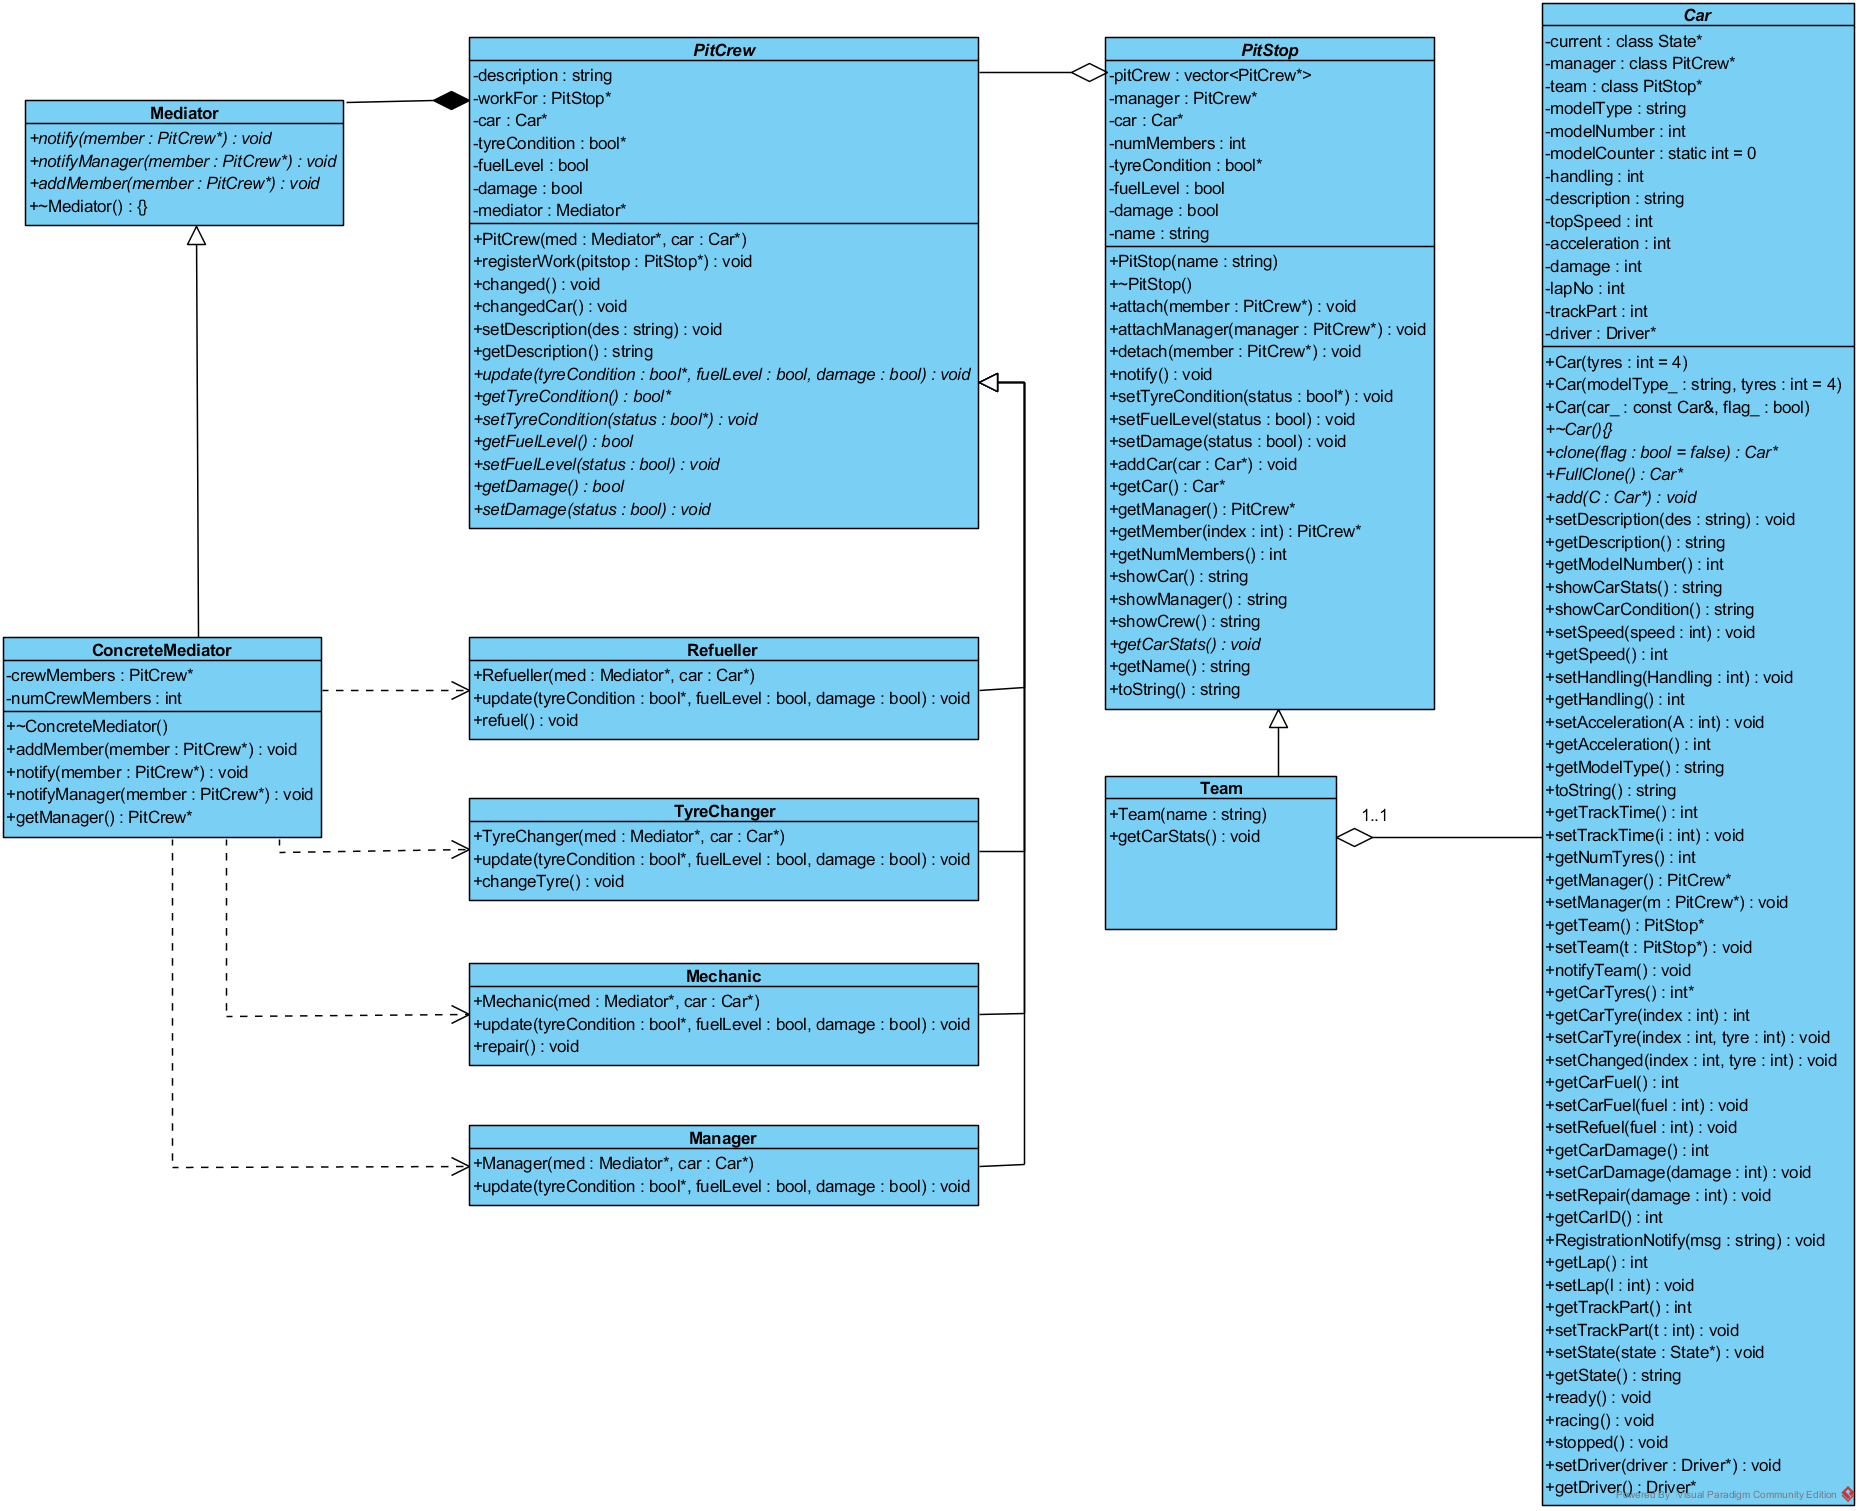 Mediator
+notify(member : PitCrew*) : void
+notifyManager(member : PitCrew*) : void
+addMember(member : PitCrew*) : void
+~Mediator() : {}
ConcreteMediator
-crewMembers : PitCrew*
-numCrewMembers : int
+~ConcreteMediator()
+addMember(member : PitCrew*) : void
+notify(member : PitCrew*) : void
+notifyManager(member : PitCrew*) : void
+getManager() : PitCrew*
PitCrew
-description : string
-workFor : PitStop*
-car : Car*
-tyreCondition : bool*
-fuelLevel : bool
-damage : bool
-mediator : Mediator*
+PitCrew(med : Mediator*, car : Car*)
+registerWork(pitstop : PitStop*) : void
+changed() : void
+changedCar() : void
+setDescription(des : string) : void
+getDescription() : string
+update(tyreCondition : bool*, fuelLevel : bool, damage : bool) : void
+getTyreCondition() : bool*
+setTyreCondition(status : bool*) : void
+getFuelLevel() : bool
+setFuelLevel(status : bool) : void
+getDamage() : bool
+setDamage(status : bool) : void
Refueller
+Refueller(med : Mediator*, car : Car*)
+update(tyreCondition : bool*, fuelLevel : bool, damage : bool) : void
+refuel() : void
TyreChanger
+TyreChanger(med : Mediator*, car : Car*)
+update(tyreCondition : bool*, fuelLevel : bool, damage : bool) : void
+changeTyre() : void
Mechanic
+Mechanic(med : Mediator*, car : Car*)
+update(tyreCondition : bool*, fuelLevel : bool, damage : bool) : void
+repair() : void
Manager
+Manager(med : Mediator*, car : Car*)
+update(tyreCondition : bool*, fuelLevel : bool, damage : bool) : void
PitStop
-pitCrew : vector<PitCrew*>
-manager : PitCrew*
-car : Car*
-numMembers : int
-tyreCondition : bool*
-fuelLevel : bool
-damage : bool
-name : string
+PitStop(name : string)
+~PitStop()
+attach(member : PitCrew*) : void
+attachManager(manager : PitCrew*) : void
+detach(member : PitCrew*) : void
+notify() : void
+setTyreCondition(status : bool*) : void
+setFuelLevel(status : bool) : void
+setDamage(status : bool) : void
+addCar(car : Car*) : void
+getCar() : Car*
+getManager() : PitCrew*
+getMember(index : int) : PitCrew*
+getNumMembers() : int
+showCar() : string
+showManager() : string
+showCrew() : string
+getCarStats() : void
+getName() : string
+toString() : string
Team
+Team(name : string)
+getCarStats() : void
1..1
Car
-current : class State*
-manager : class PitCrew*
-team : class PitStop*
-modelType : string
-modelNumber : int
-modelCounter : static int = 0
-handling : int
-description : string
-topSpeed : int
-acceleration : int
-damage : int
-lapNo : int
-trackPart : int
-driver : Driver*
+Car(tyres : int = 4)
+Car(modelType_ : string, tyres : int = 4)
+Car(car_ : const Car&, flag_ : bool)
+~Car(){}
+clone(flag : bool = false) : Car*
+FullClone() : Car*
+add(C : Car*) : void
+setDescription(des : string) : void
+getDescription() : string
+getModelNumber() : int
+showCarStats() : string
+showCarCondition() : string
+setSpeed(speed : int) : void
+getSpeed() : int
+setHandling(Handling : int) : void
+getHandling() : int
+setAcceleration(A : int) : void
+getAcceleration() : int
+getModelType() : string
+toString() : string
+getTrackTime() : int
+setTrackTime(i : int) : void
+getNumTyres() : int
+getManager() : PitCrew*
+setManager(m : PitCrew*) : void
+getTeam() : PitStop*
+setTeam(t : PitStop*) : void
+notifyTeam() : void
+getCarTyres() : int*
+getCarTyre(index : int) : int
+setCarTyre(index : int, tyre : int) : void
+setChanged(index : int, tyre : int) : void
+getCarFuel() : int
+setCarFuel(fuel : int) : void
+setRefuel(fuel : int) : void
+getCarDamage() : int
+setCarDamage(damage : int) : void
+setRepair(damage : int) : void
+getCarID() : int
+RegistrationNotify(msg : string) : void
+getLap() : int
+setLap(l : int) : void
+getTrackPart() : int
+setTrackPart(t : int) : void
+setState(state : State*) : void
+getState() : string
+ready() : void
+racing() : void
+stopped() : void
+setDriver(driver : Driver*) : void
+getDriver() : Driver*
Powered By Visual Paradigm Community Edition